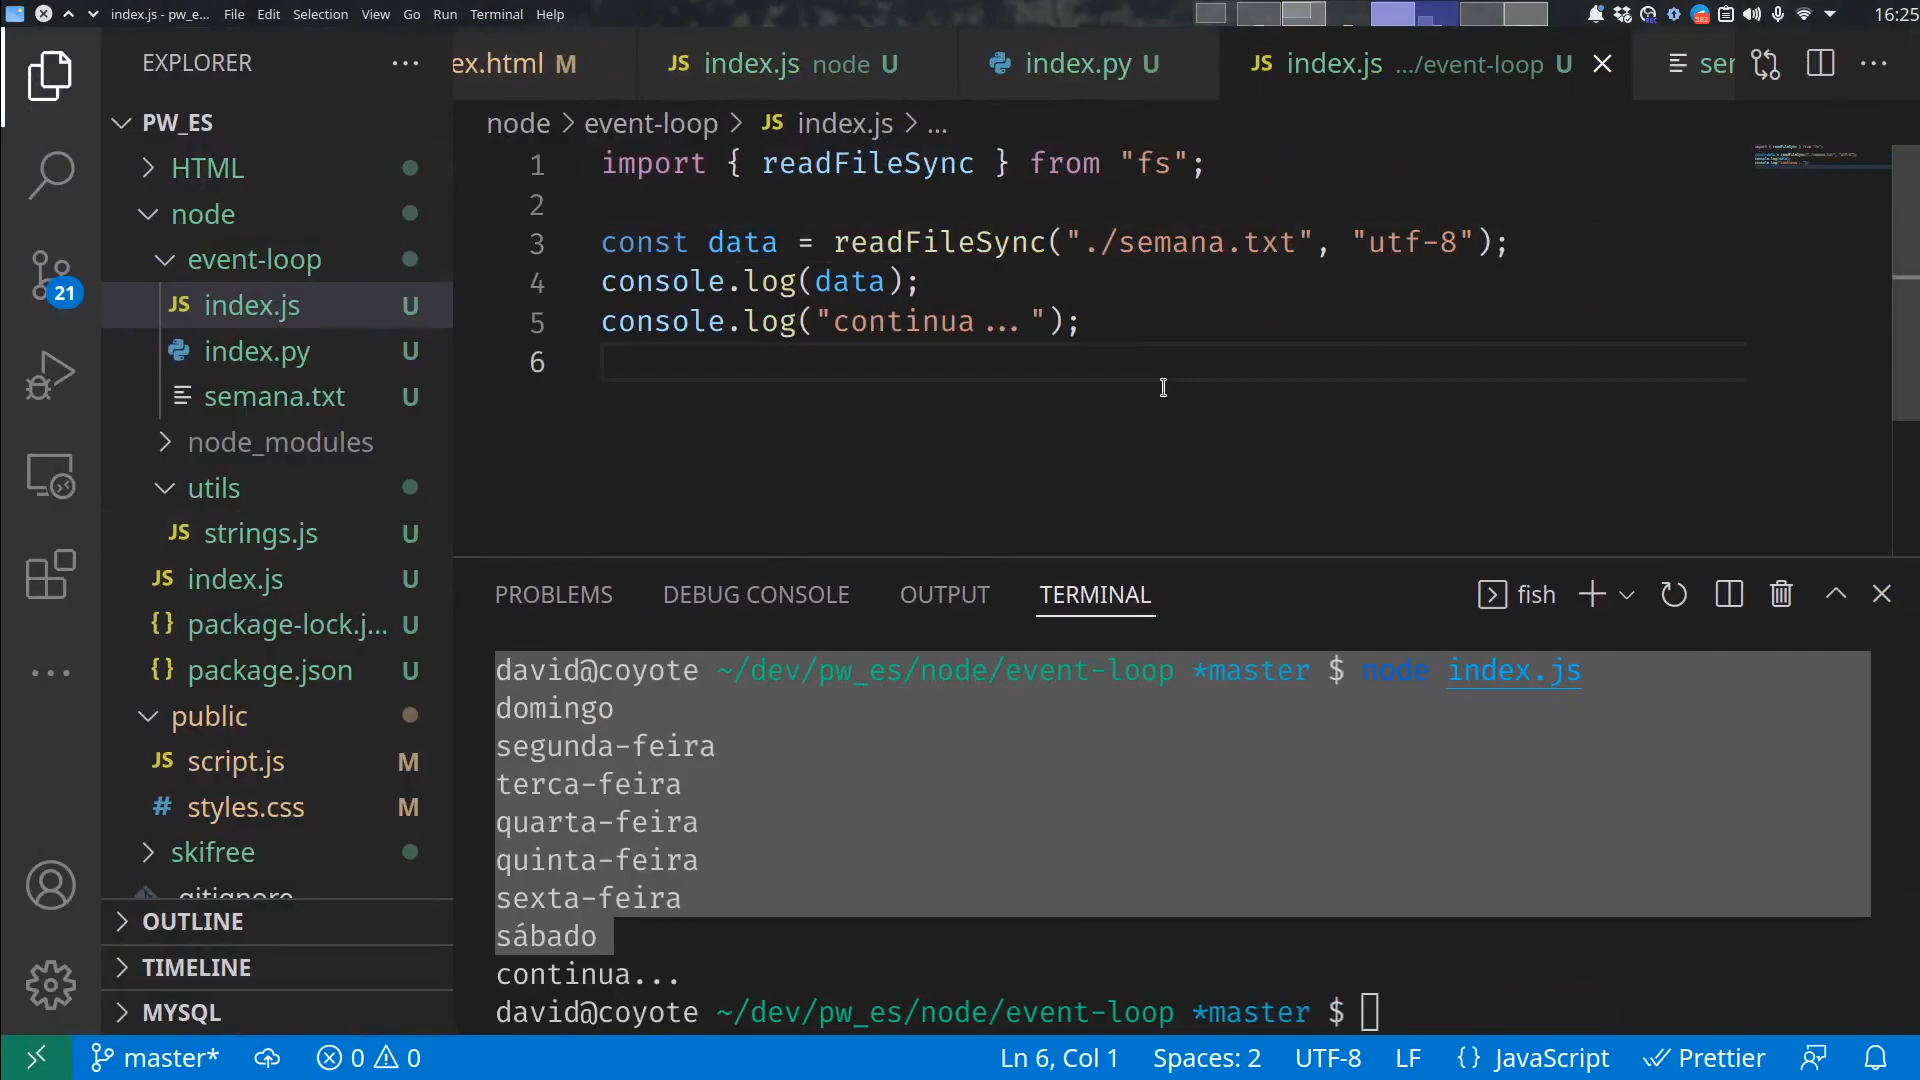 index.js - pw_e... File Edit Selection View Go Run Terminal Help
582 16:25
EXPLORER
ex.html M
JS index.js node U
index.py U
JS index.js .../event-loop U
ser
PW_ES
HTML
node
event-loop
JS index.js U
index.py U
semana.txt U
node_modules
utils
JS strings.js U
JS index.js U
{} package-lock.j... U
{} package.json U
public
JS script.js M
# styles.css M
skifree
.gitignore
OUTLINE
TIMELINE
MYSQL
21
node > event-loop > JS index.js > ...
1 import { readFileSync } from "fs";
2
3 const data = readFileSync("./semana.txt", "utf-8");
4 console.log(data);
5 console.log("continua...");
6
PROBLEMS DEBUG CONSOLE OUTPUT TERMINAL
fish
david@coyote ~/dev/pw_es/node/event-loop *master $ node index.js
domingo
segunda-feira
terca-feira
quarta-feira
quinta-feira
sexta-feira
sábado
continua...
david@coyote ~/dev/pw_es/node/event-loop *master $
master* 0 0
Ln 6, Col 1 Spaces: 2 UTF-8 LF {} JavaScript Prettier